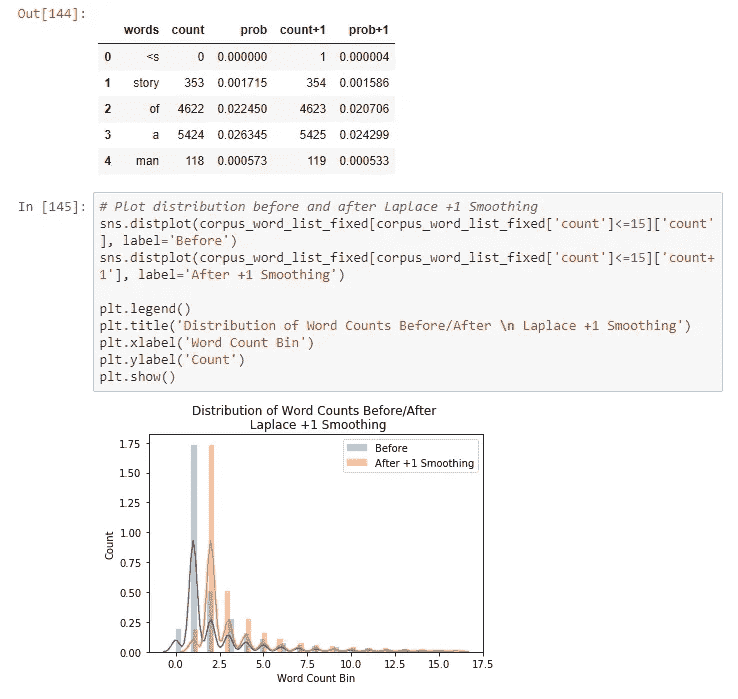 Out[144]:
words count prob count+1 prob+1
0 <s 0 0.000000 1 0.000004
1 story 353 0.001715 354 0.001586
2 of 4622 0.022450 4623 0.020706
3 a 5424 0.026345 5425 0.024299
4 man 118 0.000573 119 0.000533
In [145]: # Plot distribution before and after Laplace +1 Smoothing
sns.distplot(corpus_word_list_fixed[corpus_word_list_fixed['count']<=15]['count'
], label='Before')
sns.distplot(corpus_word_list_fixed[corpus_word_list_fixed['count']<=15]['count+
1'], label='After +1 Smoothing')
plt.legend()
plt.title('Distribution of Word Counts Before/After \n Laplace +1 Smoothing')
plt.xlabel('Word Count Bin')
plt.ylabel('Count')
plt.show()
Distribution of Word Counts Before/After
Laplace +1 Smoothing
Before
After +1 Smoothing
1.75
1.50
1.25
1.00
0.75
0.50
0.25
0.00
Count
0.0 2.5 5.0 7.5 10.0 12.5 15.0 17.5
Word Count Bin